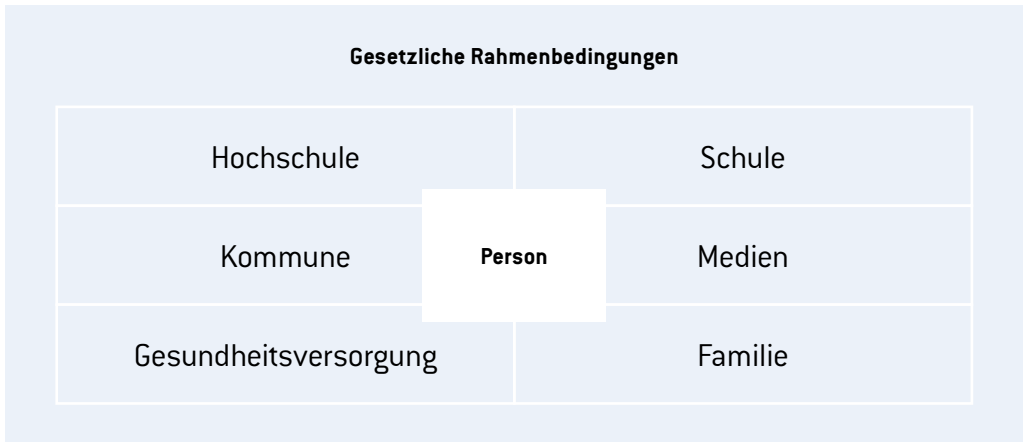 Gesetzliche Rahmenbedingungen
Hochschule
Schule
Kommune
Person
Medien
Gesundheitsversorgung
Familie